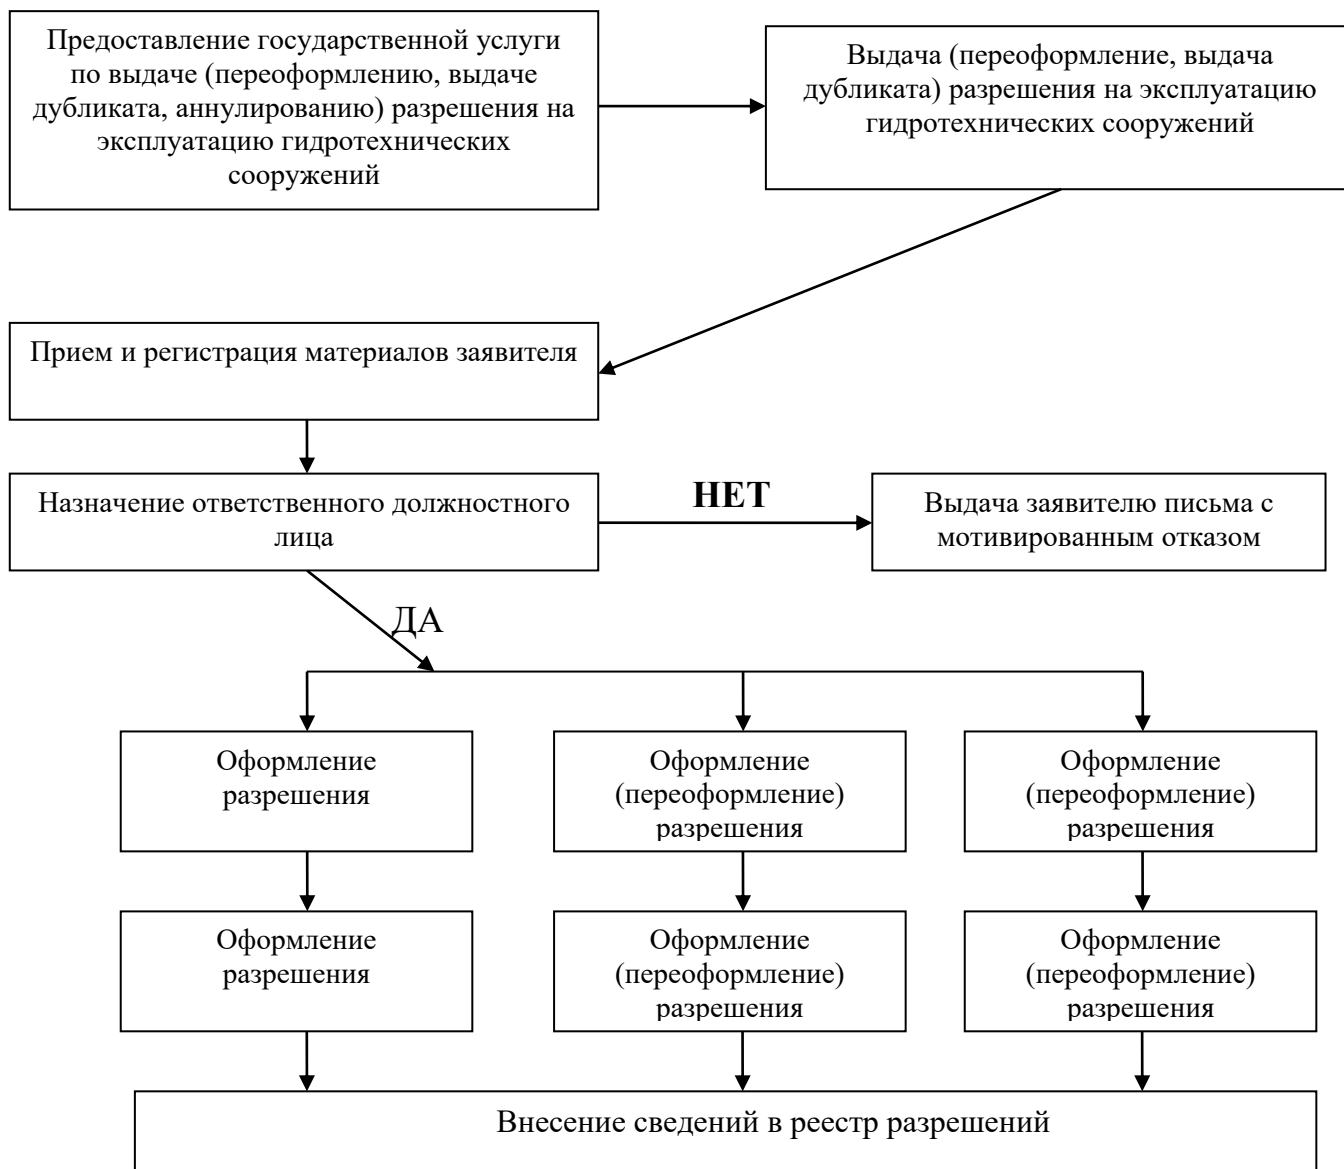 Предоставление государственной услуги
по выдаче (переоформлению, выдаче
дубликата, аннулированию) разрешения на
эксплуатацию гидротехнических
сооружений
Выдача (переоформление, выдача
дубликата) разрешения на эксплуатацию
гидротехнических сооружений
Прием и регистрация материалов заявителя
Назначение ответственного должностного
лица
НЕТ
Выдача заявителю письма с
мотивированным отказом
ДА
Оформление
разрешения
Оформление
(переоформление)
разрешения
Оформление
(переоформление)
разрешения
Оформление
разрешения
Оформление
(переоформление)
разрешения
Оформление
(переоформление)
разрешения
Внесение сведений в реестр разрешений